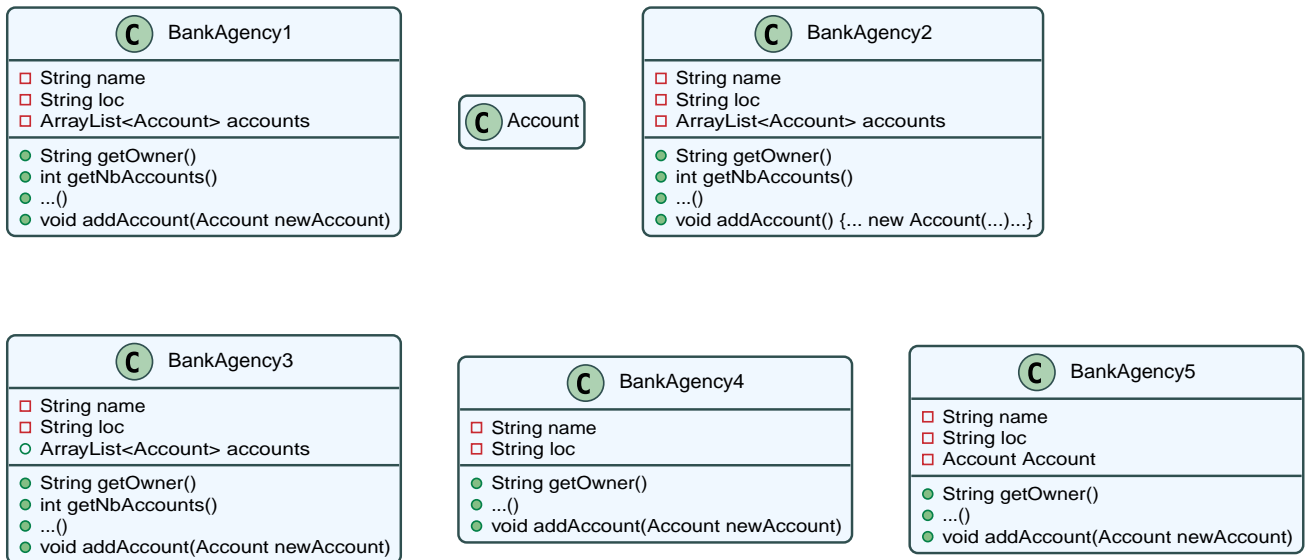 C BankAgency1
String name
String loc
ArrayList<Account> accounts
String getOwner()
int getNbAccounts()
...()
void addAccount(Account newAccount)
C Account
C BankAgency2
String name
String loc
ArrayList<Account> accounts
String getOwner()
int getNbAccounts()
...()
void addAccount() {... new Account(...)...}
C BankAgency3
String name
String loc
ArrayList<Account> accounts
String getOwner()
int getNbAccounts()
...()
void addAccount(Account newAccount)
C BankAgency4
String name
String loc
String getOwner()
...()
void addAccount(Account newAccount)
C BankAgency5
String name
String loc
Account Account
String getOwner()
...()
void addAccount(Account newAccount)